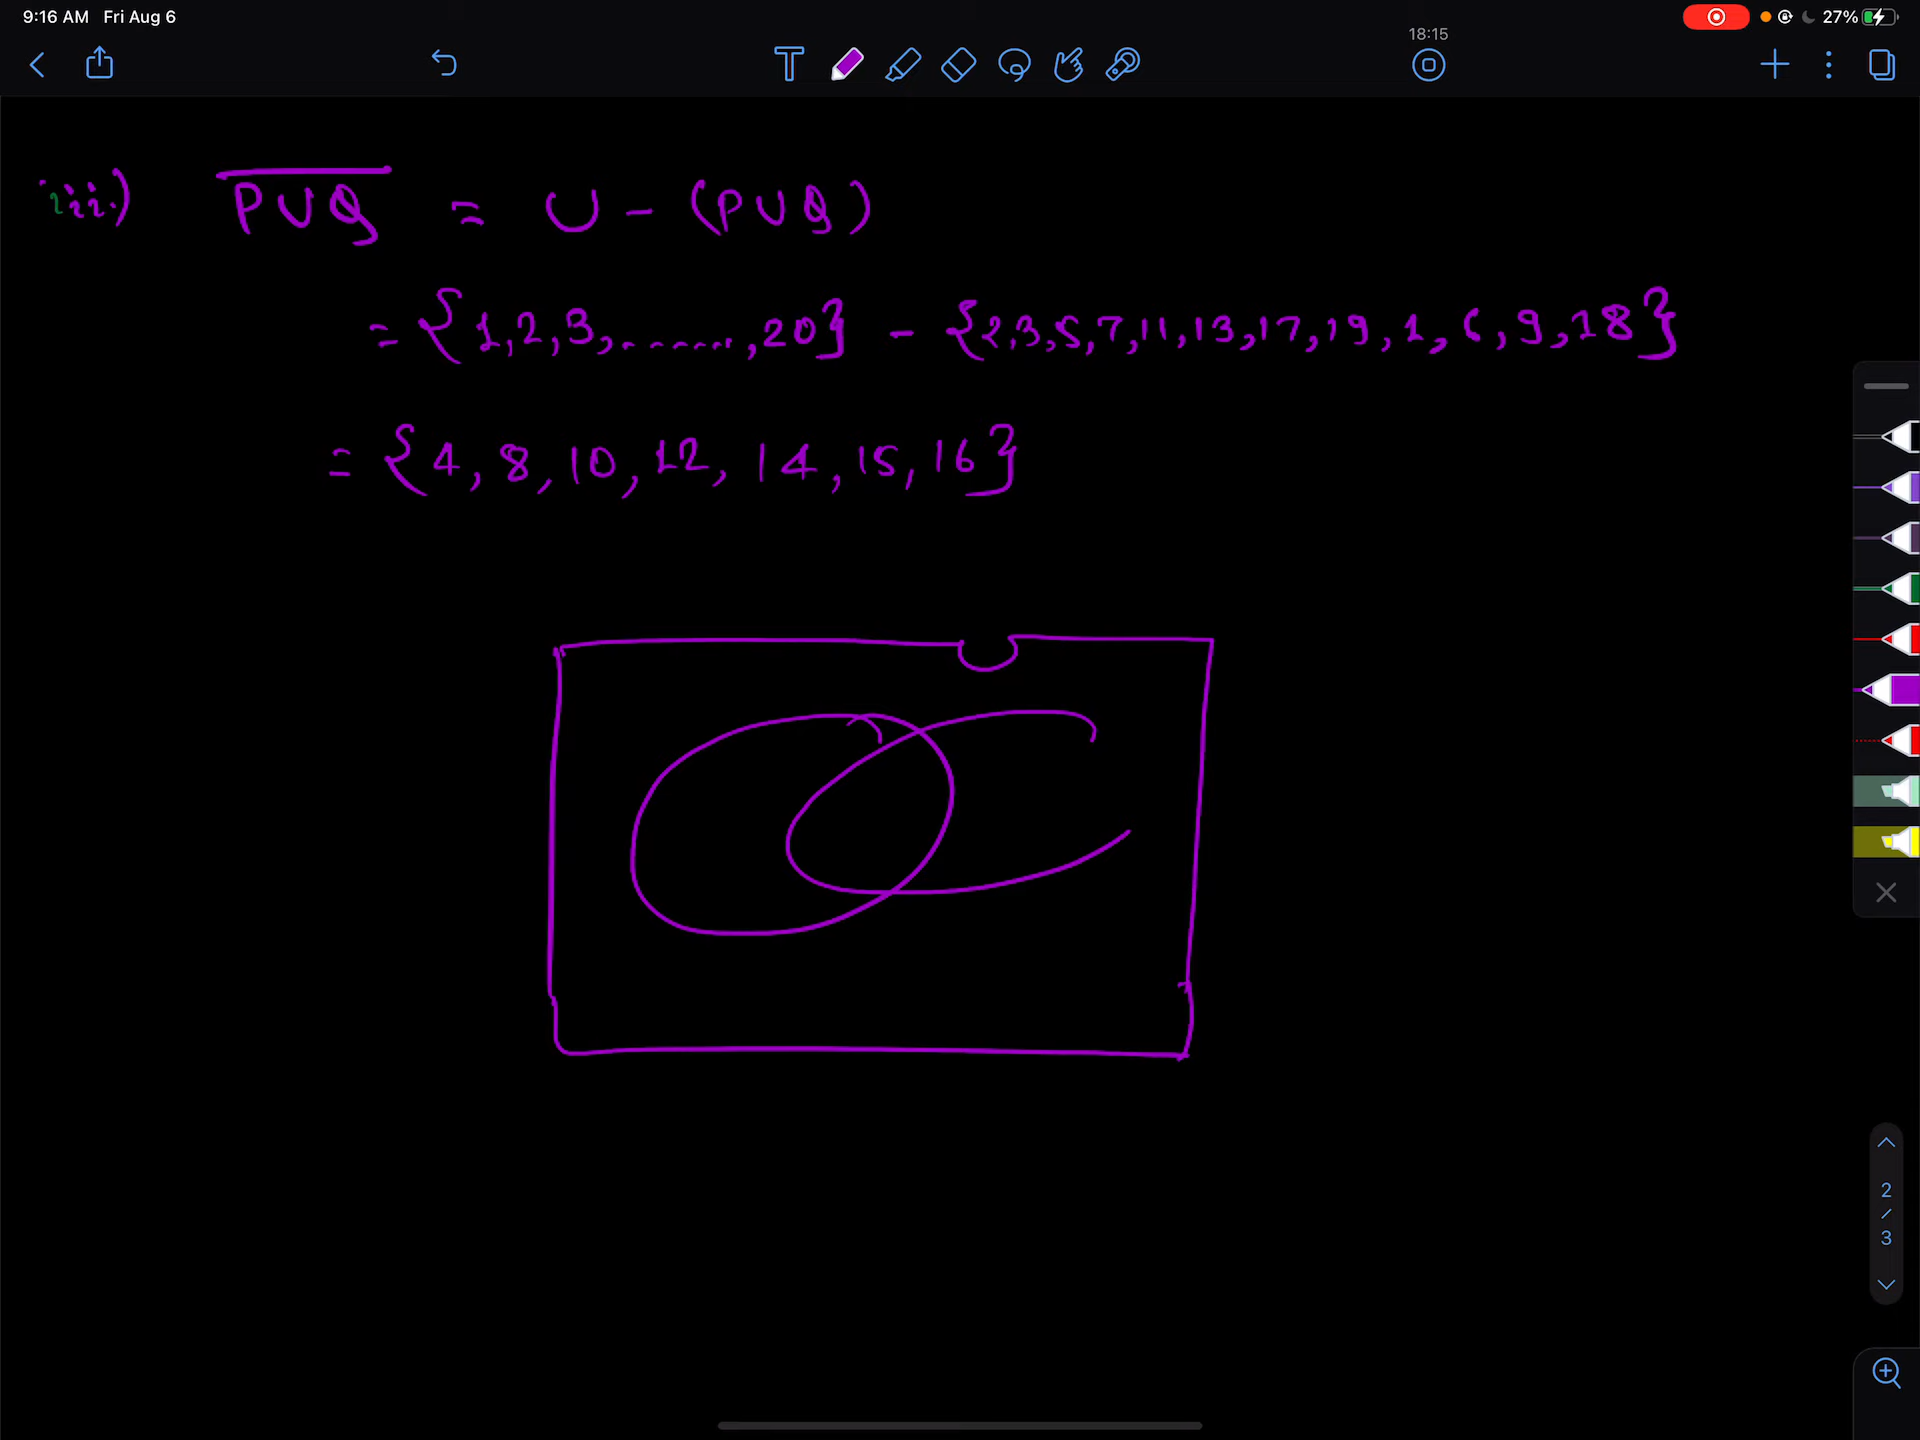 9:16 AM Fri Aug 6
27%
18:15
iii.) \overline{P∪Q} = U - (P∪Q)
= {1,2,3,.......,20} - {2,3,5,7,11,13,17,19,1,6,9,18}
= {4, 8, 10, 12, 14, 15, 16}
U
2
/
3